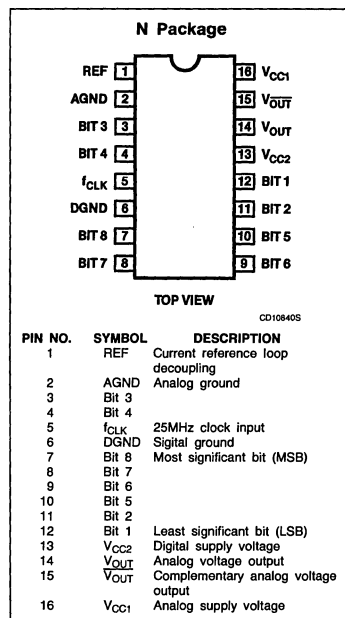 N Package
REF 1 16 VCC1
AGND 2 15 V̅O̅U̅T̅
BIT 3 3 14 VOUT
BIT 4 4 13 VCC2
fCLK 5 12 BIT 1
DGND 6 11 BIT 2
BIT 8 7 10 BIT 5
BIT 7 8 9 BIT 6
TOP VIEW
CD10840S
PIN NO. SYMBOL DESCRIPTION
1 REF Current reference loop
decoupling
2 AGND Analog ground
3 Bit 3
4 Bit 4
5 fCLK 25MHz clock input
6 DGND Sigital ground
7 Bit 8 Most significant bit (MSB)
8 Bit 7
9 Bit 6
10 Bit 5
11 Bit 2
12 Bit 1 Least significant bit (LSB)
13 VCC2 Digital supply voltage
14 VOUT Analog voltage output
15 V̅O̅U̅T̅ Complementary analog voltage
output
16 VCC1 Analog supply voltage